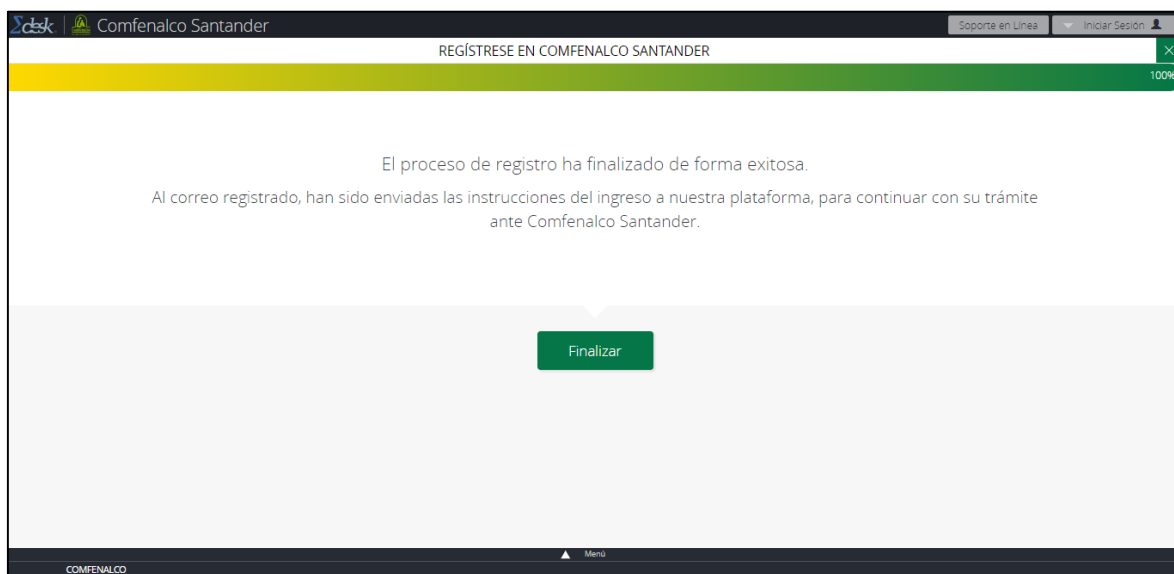 Σdesk Comfenalco Santander Soporte en Línea Iniciar Sesión
REGÍSTRESE EN COMFENALCO SANTANDER
100%
El proceso de registro ha finalizado de forma exitosa.
Al correo registrado, han sido enviadas las instrucciones del ingreso a nuestra plataforma, para continuar con su trámite
ante Comfenalco Santander.
Finalizar
Menú
COMFENALCO